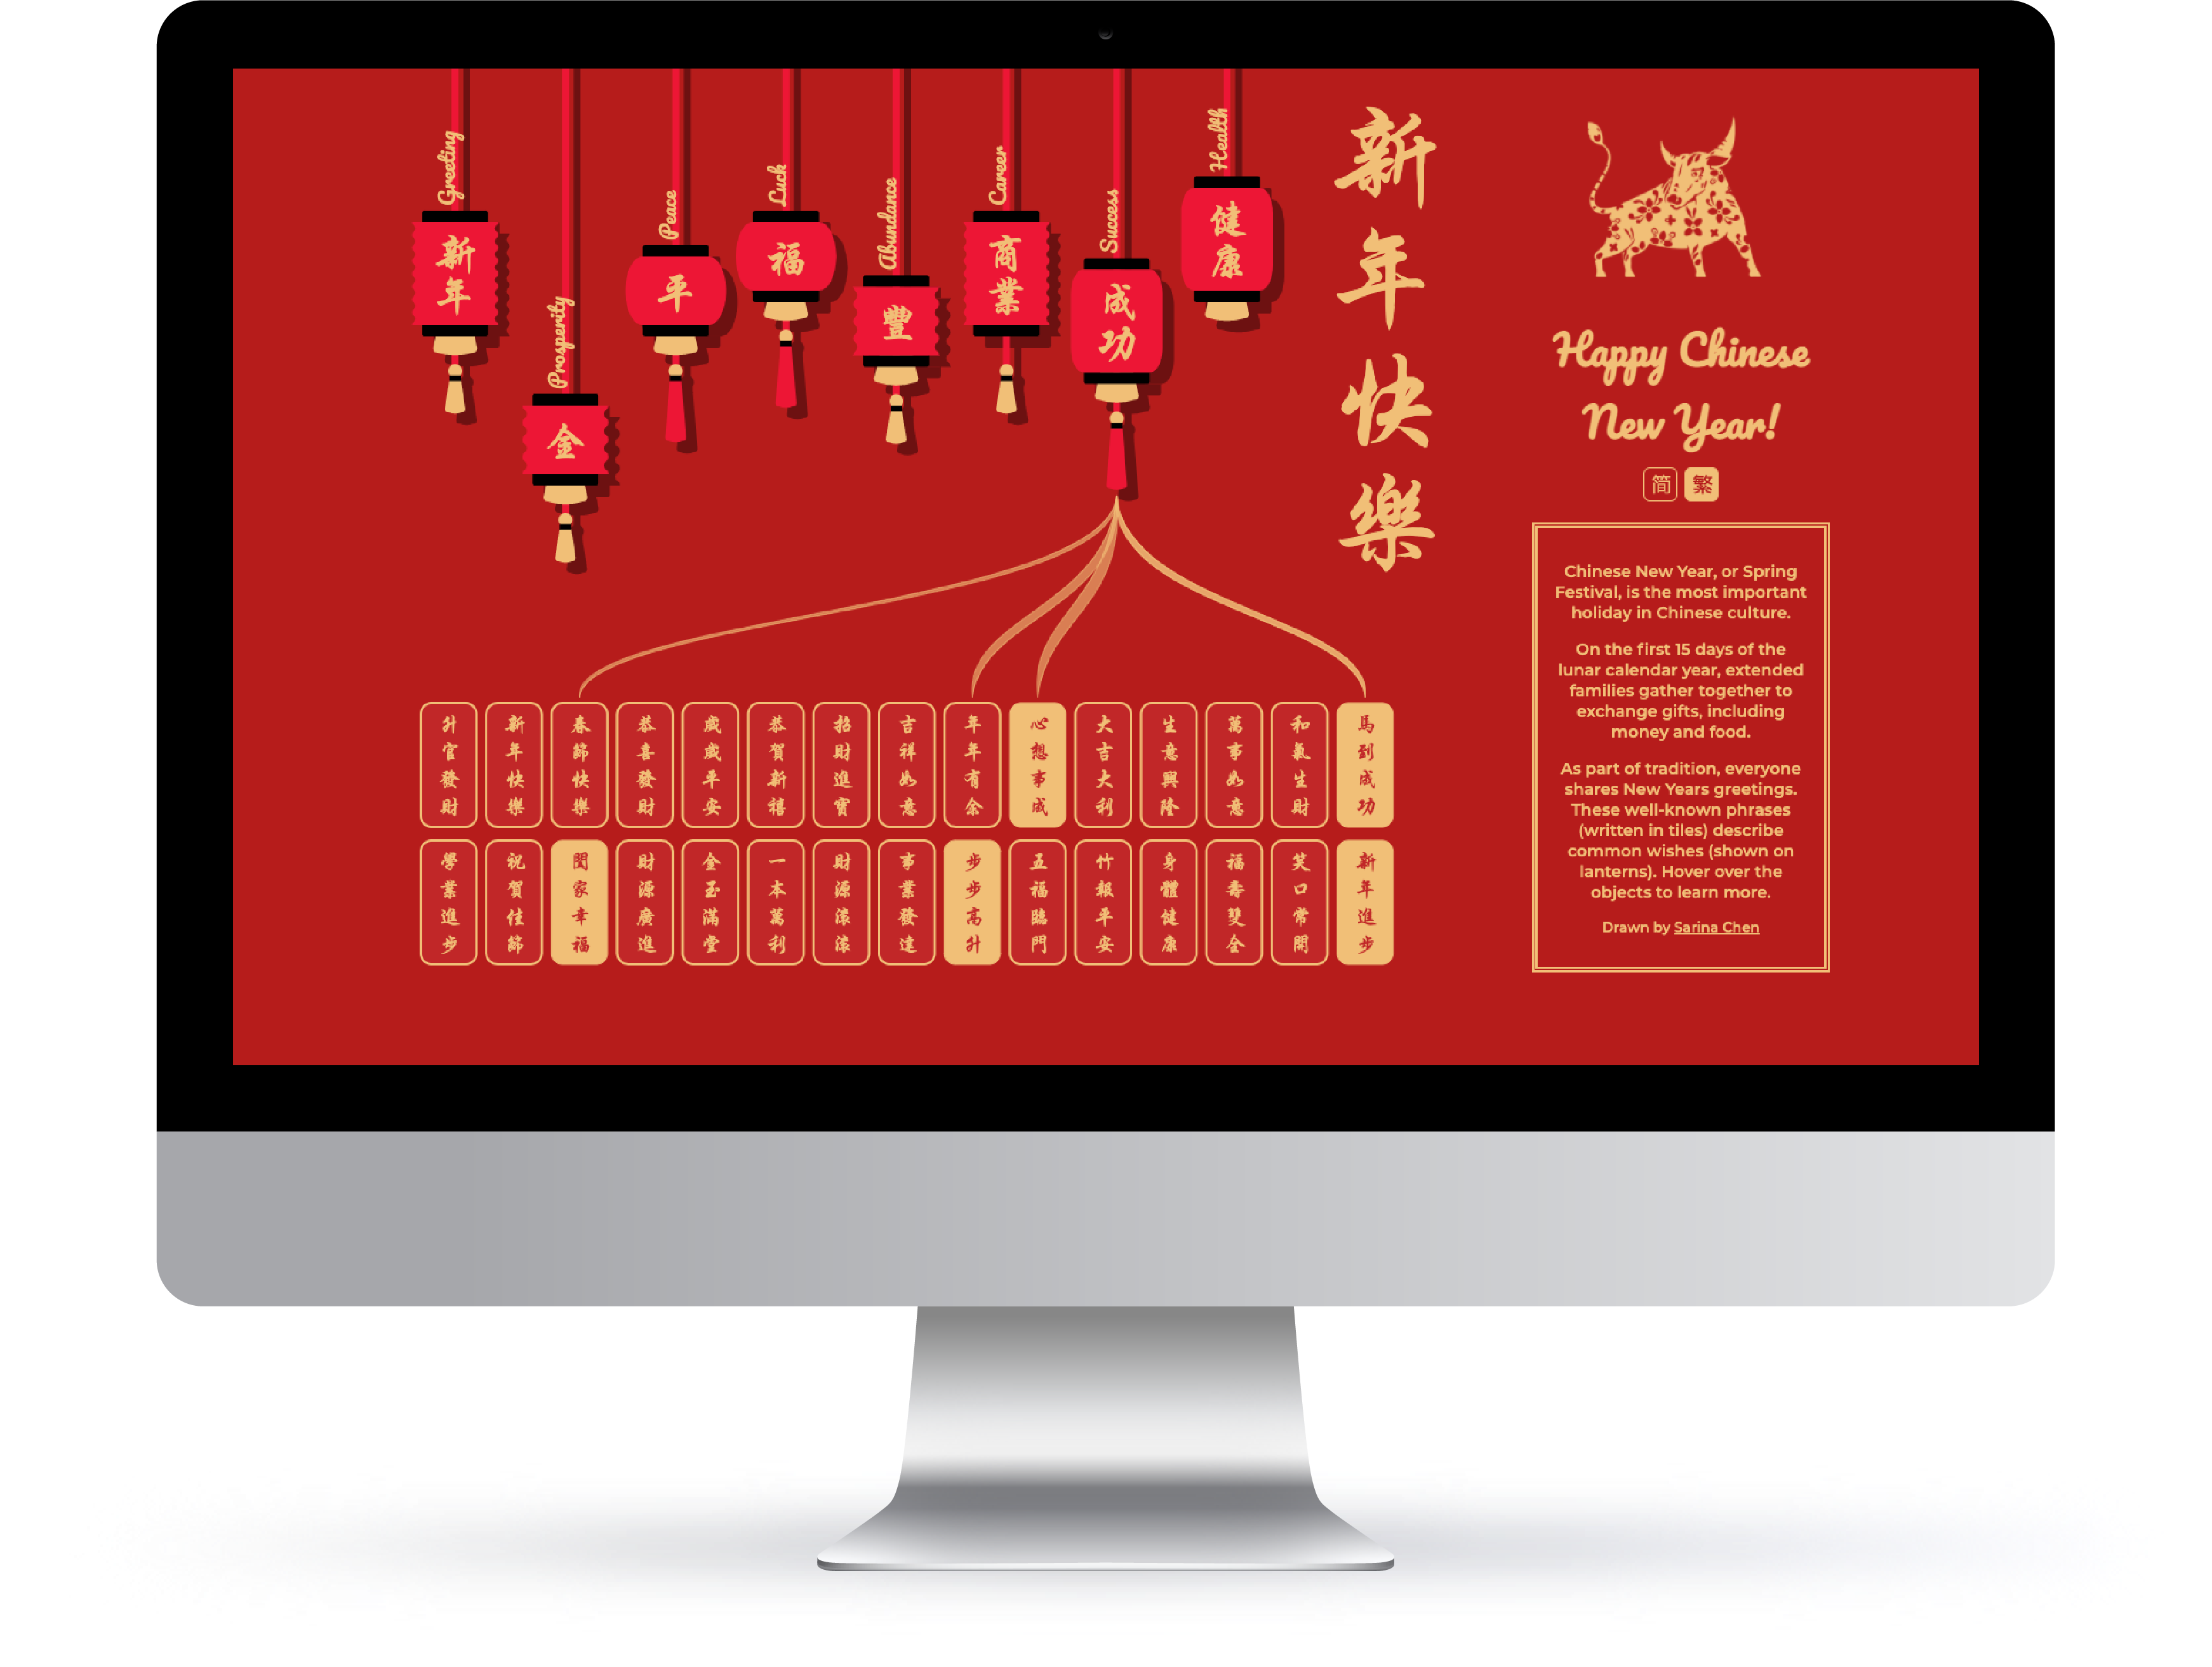 Greeting
新年
Prosperity
金
Peace
平
Luck
福
Abundance
豐
Career
商業
Success
成功
Health
健康
新年快樂
Happy Chinese
New Year!
简 繁
Chinese New Year, or Spring
Festival, is the most important
holiday in Chinese culture.
On the first 15 days of the
lunar calendar year, extended
families gather together to
exchange gifts, including
money and food.
As part of tradition, everyone
shares New Years greetings.
These well-known phrases
(written in tiles) describe
common wishes (shown on
lanterns). Hover over the
objects to learn more.
Drawn by Sarina Chen
升官發財
新年快樂
春節快樂
恭喜發財
歲歲平安
恭賀新禧
招財進寶
吉祥如意
年年有余
心想事成
大吉大利
生意興隆
萬事如意
和氣生財
馬到成功
學業進步
祝賀佳節
闔家幸福
財源廣進
金玉滿堂
一本萬利
財源滾滾
事業發達
步步高升
五福臨門
竹報平安
身體健康
福壽雙全
笑口常開
新年進步